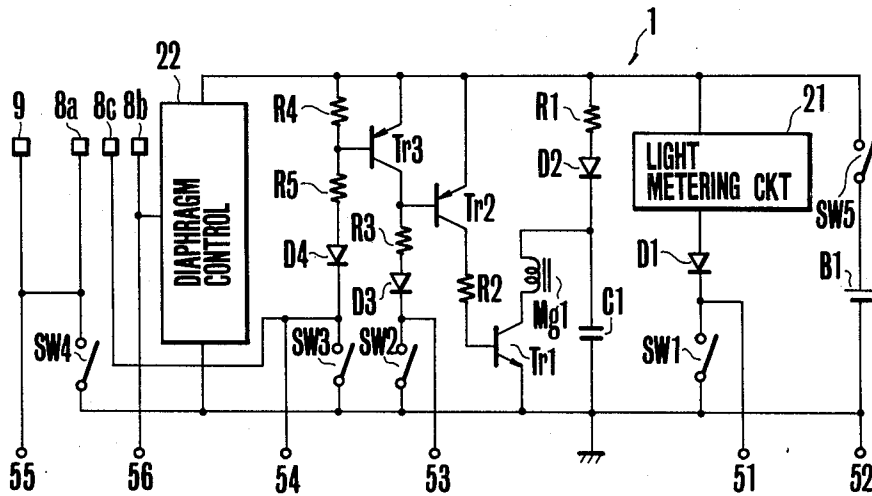 1
22
9 8a 8c 8b
R4
R1
21
Tr3
LIGHT
METERING CKT
D2
SW5
R5
Tr2
DIAPHRAGM
CONTROL
R3
D4
D1
B1
D3
R2
Mg1
C1
SW4
SW3
SW2
Tr1
SW1
55 56 54 53 51 52